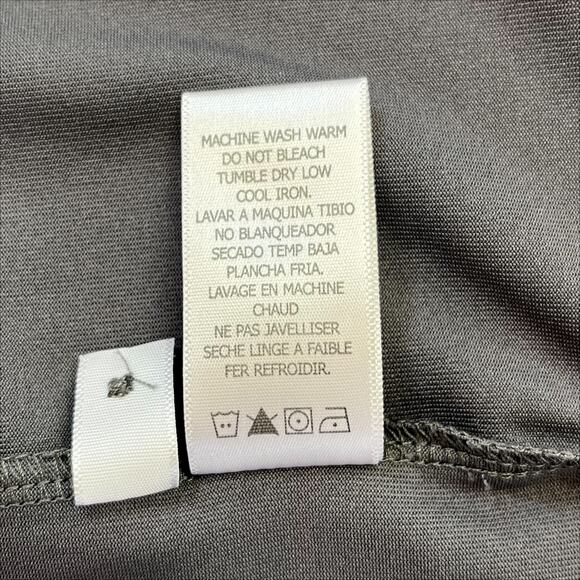 MACHINE WASH WARM
DO NOT BLEACH
TUMBLE DRY LOW
COOL IRON.
LAVAR A MAQUINA TIBIO
NO BLANQUEADOR
SECADO TEMP BAJA
PLANCHA FRIA.
LAVAGE EN MACHINE
CHAUD
NE PAS JAVELLISER
SECHE LINGE A FAIBLE
FER REFROIDIR.